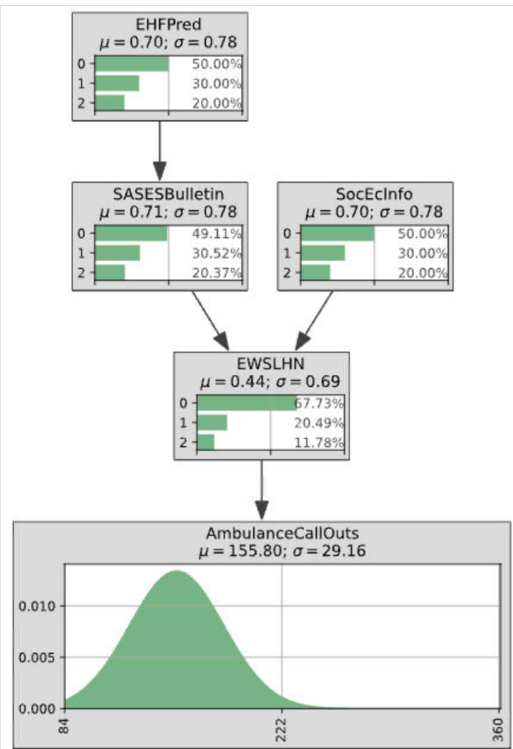 EHFPred
μ = 0.70; σ = 0.78
0 50.00%
1 30.00%
2 20.00%
SASESBulletin
μ = 0.71; σ = 0.78
0 49.11%
1 30.52%
2 20.37%
SocEcInfo
μ = 0.70; σ = 0.78
0 50.00%
1 30.00%
2 20.00%
EWSLHN
μ = 0.44; σ = 0.69
0 67.73%
1 20.49%
2 11.78%
AmbulanceCallOuts
μ = 155.80; σ = 29.16
0.010
0.005
0.000
84
222
360